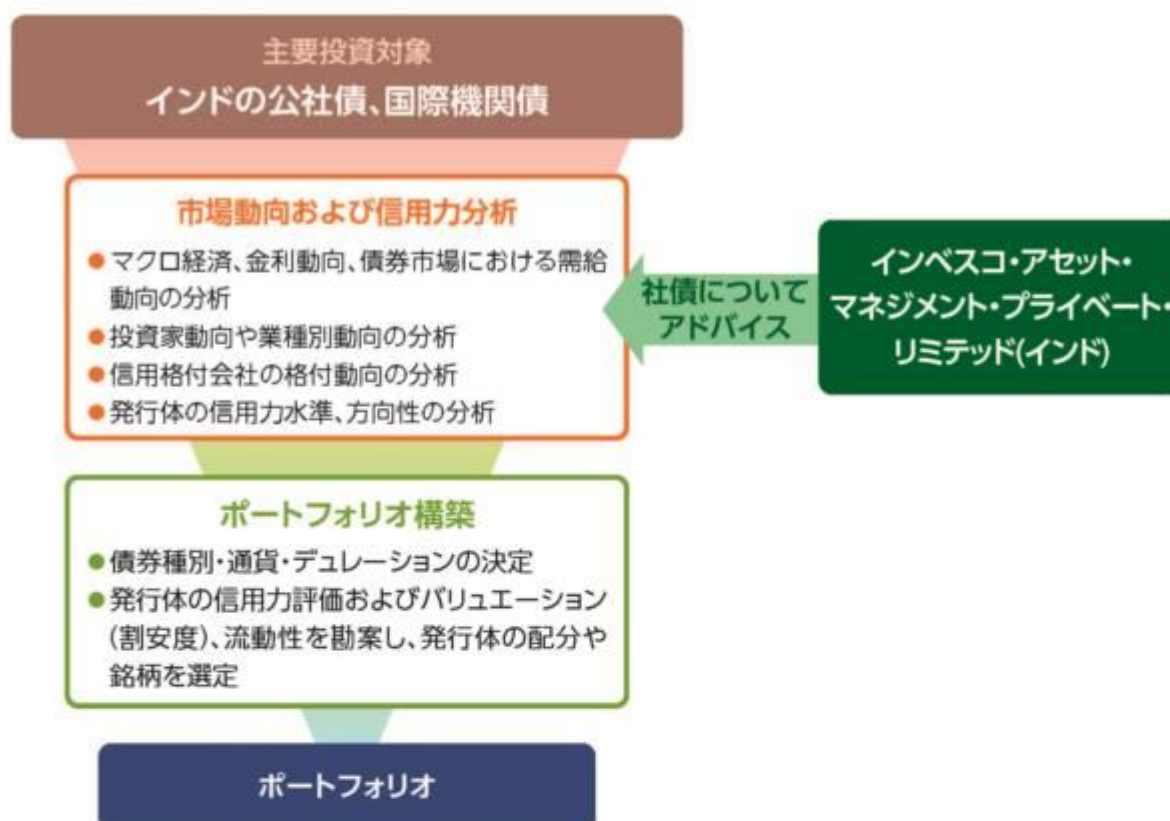 主要投資対象
インドの公社債、国際機関債
市場動向および信用力分析
●マクロ経済、金利動向、債券市場における需給
動向の分析
●投資家動向や業種別動向の分析
●信用格付会社の格付動向の分析
●発行体の信用力水準、方向性の分析
社債について
アドバイス
インベスコ・アセット・
マネジメント・プライベート・
リミテッド(インド)
ポートフォリオ構築
●債券種別・通貨・デュレーションの決定
●発行体の信用力評価およびバリュエーション
(割安度)、流動性を勘案し、発行体の配分や
銘柄を選定
ポートフォリオ